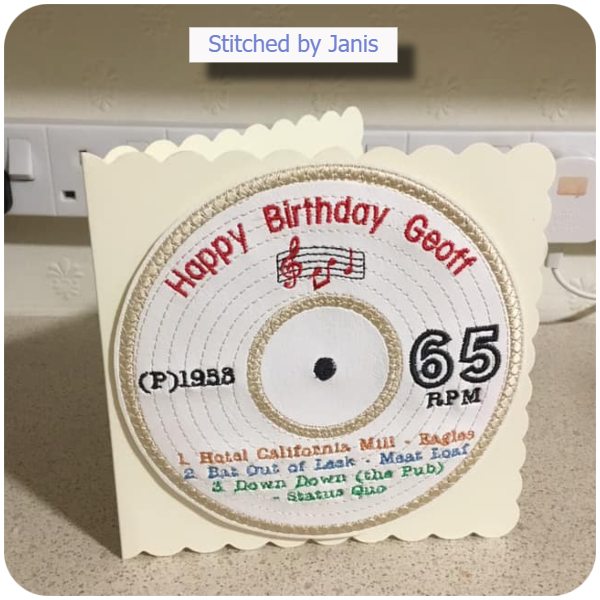 Stitched by Janis
Happy Birthday Geoff
(P)1953
65
RPM
1. Hotel California Mill - Eagles
2. Bat Out of Leek - Meat Loaf
3. Down Down (the Pub)
- Status Quo